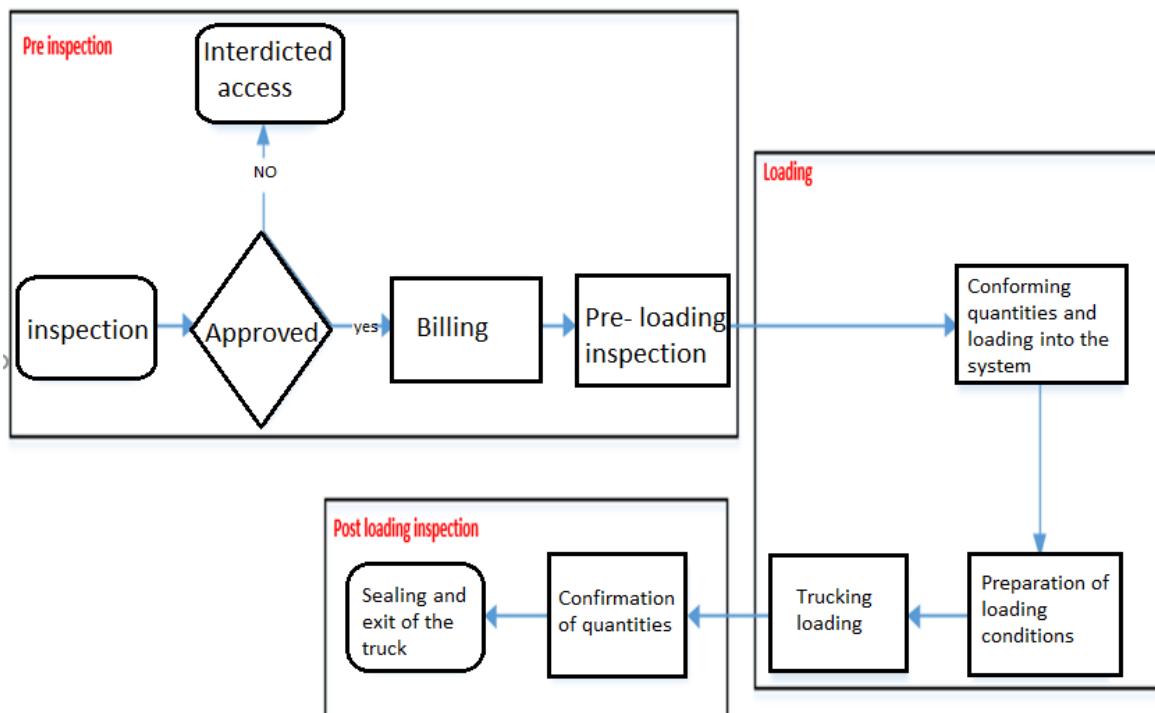 Pre inspection
Interdicted
access
NO
inspection
Approved
yes
Billing
Pre- loading
inspection
Loading
Conforming
quantities and
loading into the
system
Preparation of
loading
conditions
Trucking
loading
Post loading inspection
Confirmation
of quantities
Sealing and
exit of the
truck